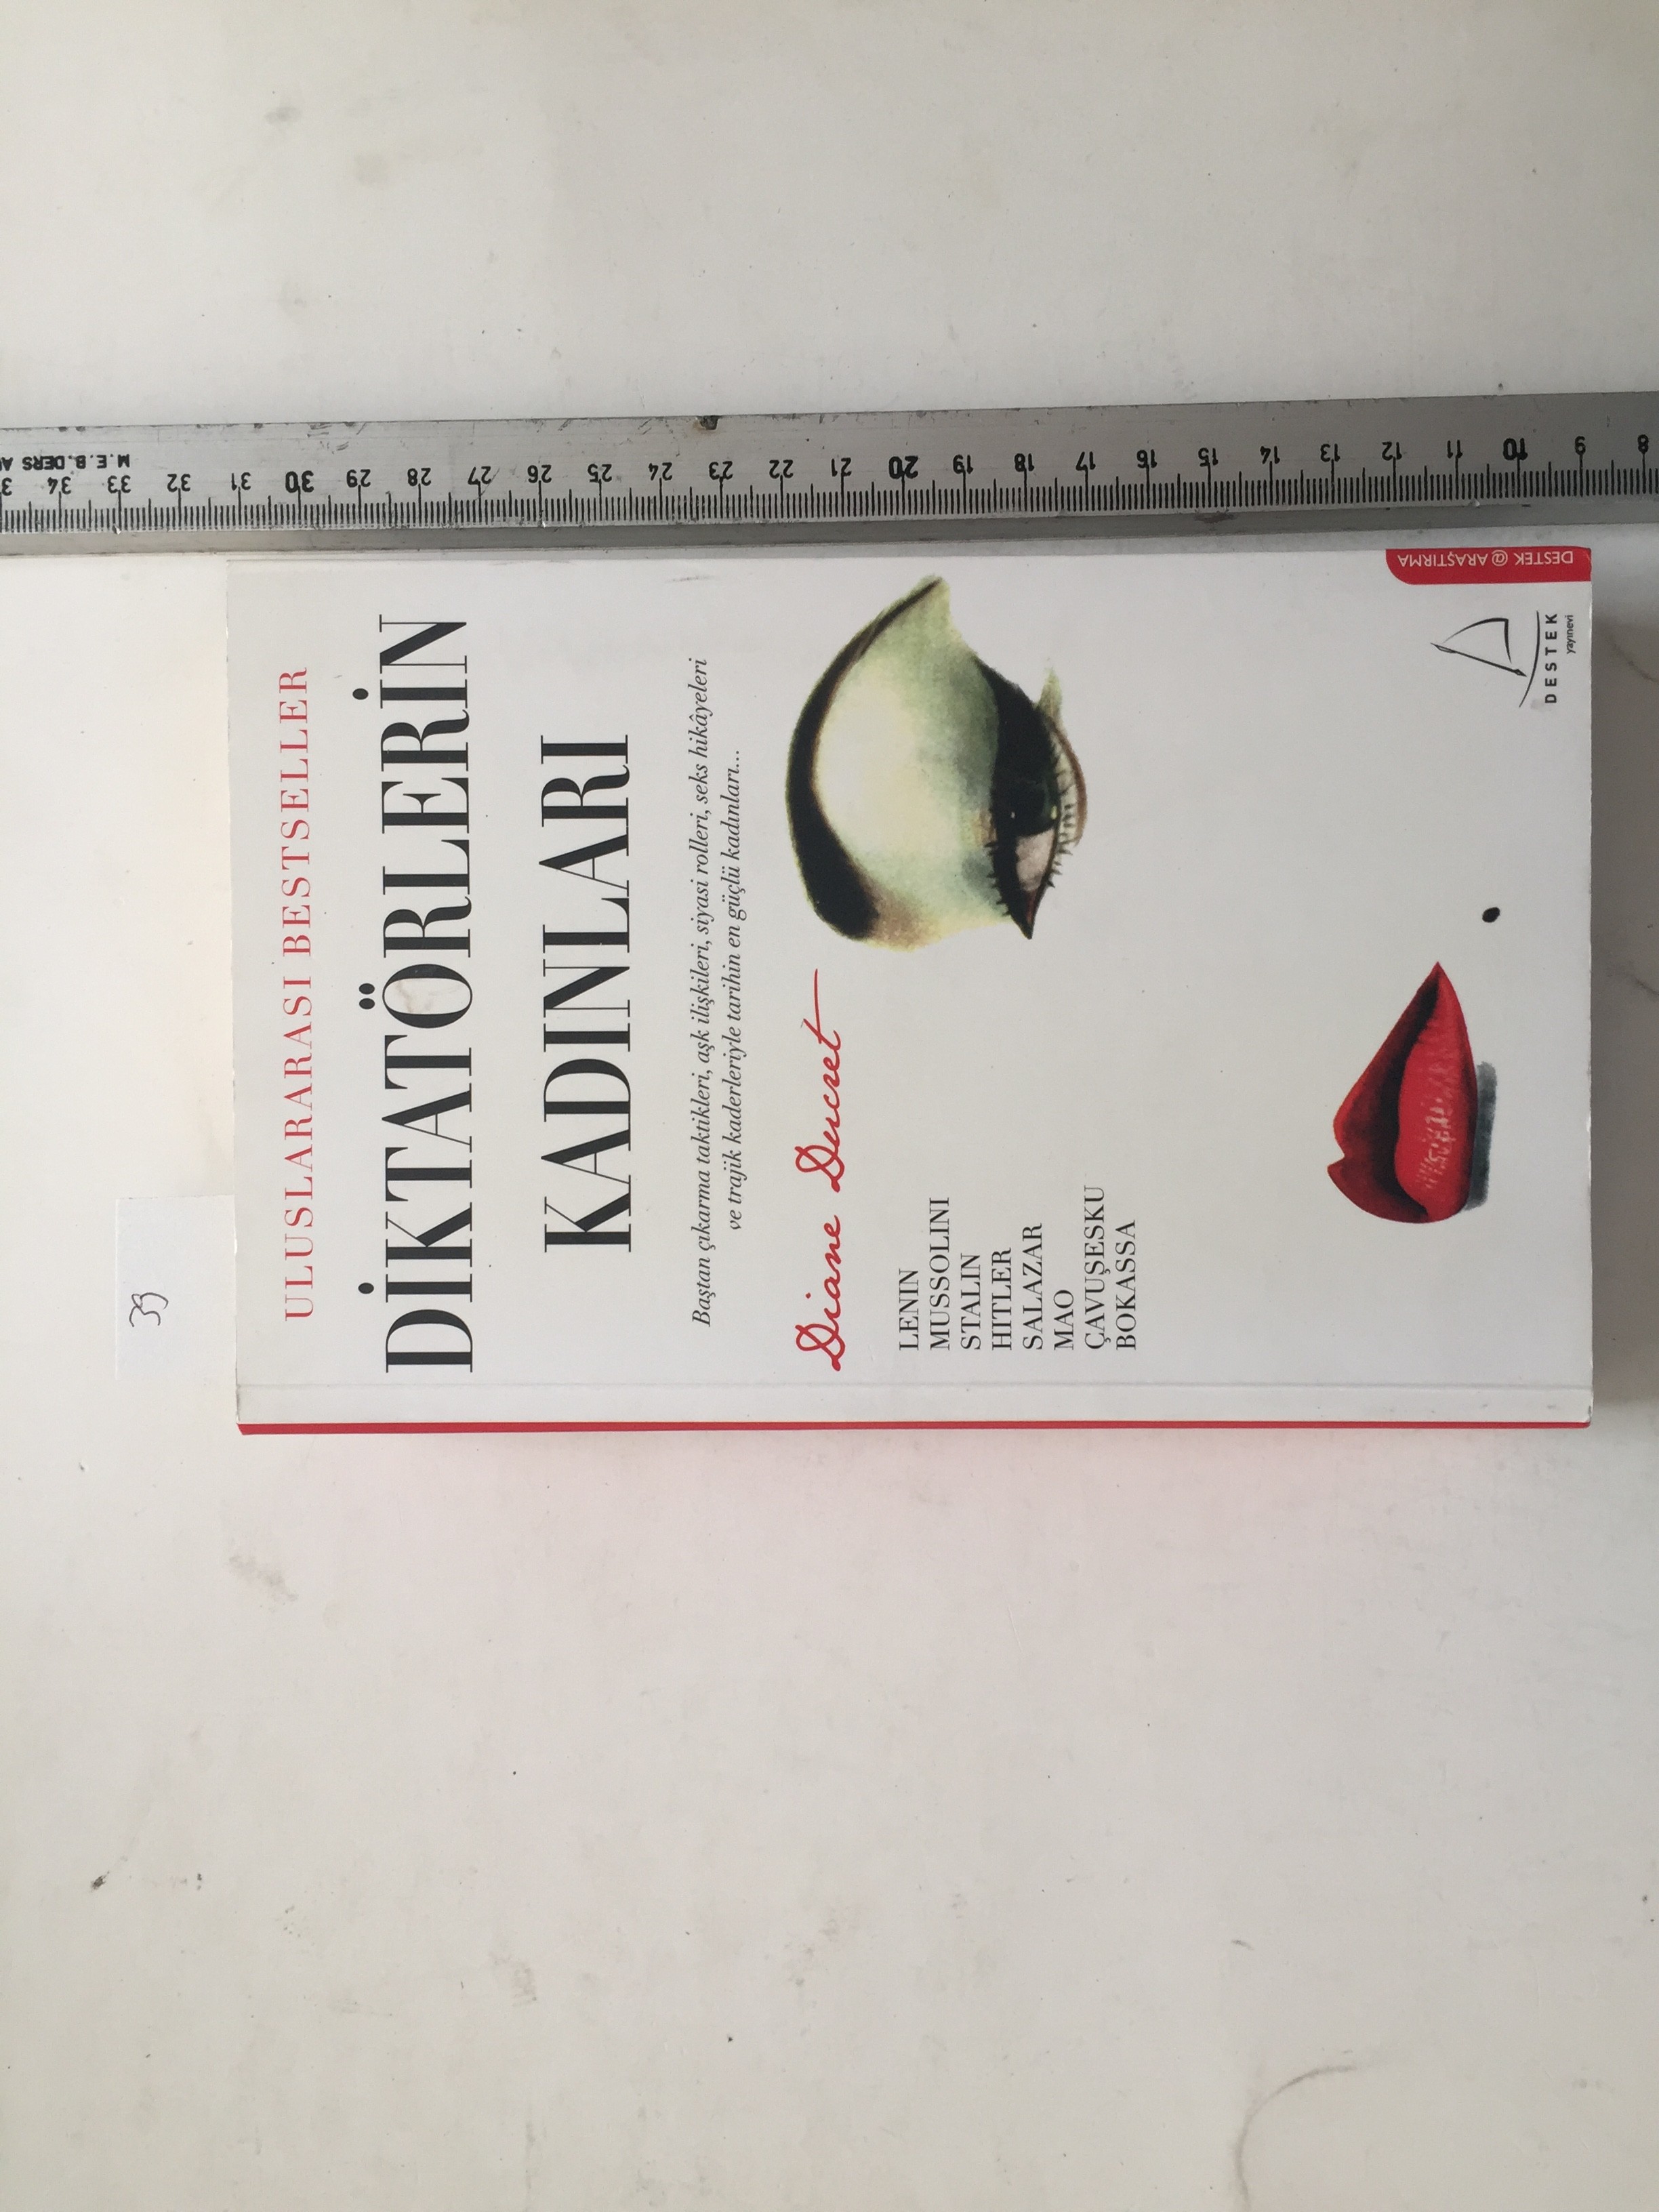 ULUSLARARASI BESTSELLER
DİKTATÖRLERİN
KADINLARI
Baştan çıkarma taktikleri, aşk ilişkileri, siyasi rolleri, seks hikâyeleri
ve trajik kaderleriyle tarihin en güçlü kadınları...
Diane Ducret
LENIN
MUSSOLINI
STALIN
HITLER
SALAZAR
MAO
ÇAVUŞESKU
BOKASSA
DESTEK
yayınevi
DESTEK @ ARAŞTIRMA
39
8 9 10 11 12 13 14 15 16 17 18 19 20 21 22 23 24 25 26 27 28 29 30 31 32 33 34
M.E.B. DERS